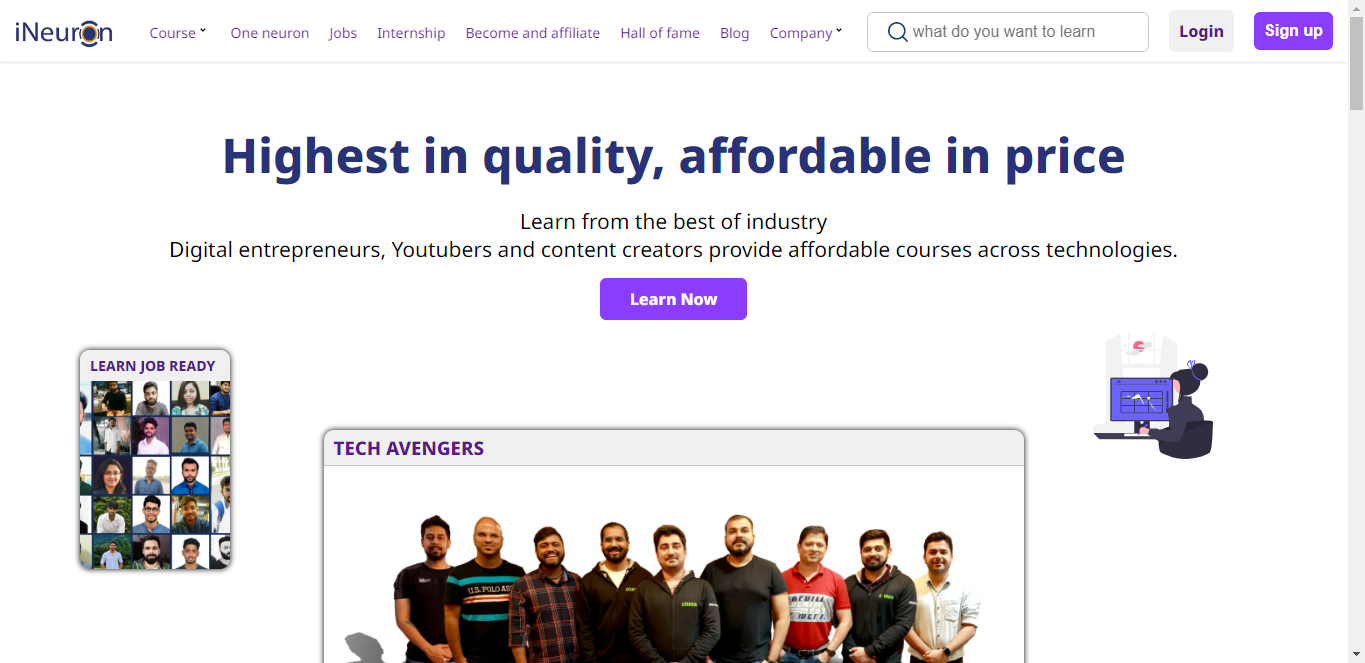 iNeuron
Course
One neuron
Jobs
Internship
Become and affiliate
Hall of fame
Blog
Company
what do you want to learn
Login
Sign up
Highest in quality, affordable in price
Learn from the best of industry
Digital entrepreneurs, Youtubers and content creators provide affordable courses across technologies.
Learn Now
LEARN JOB READY
TECH AVENGERS
U.S. POLO